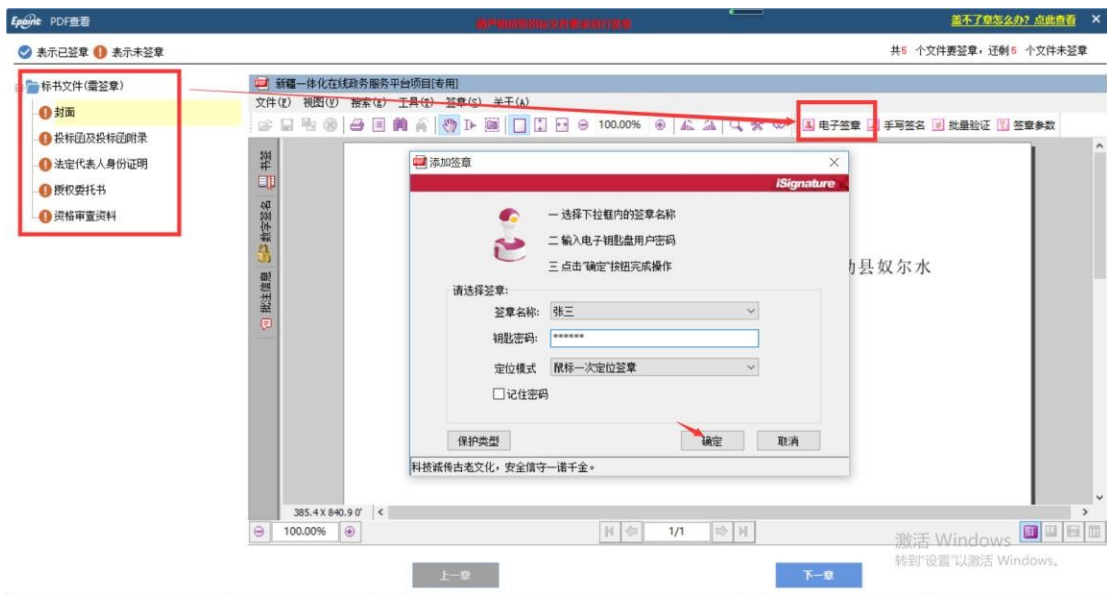 Epoint PDF查看
盖不了章怎么办？点此查看 ×
表示已签章 表示未签章
共5 个文件要签章，还剩5 个文件未签章
标书文件(需签章)
封面
投标函及投标函附录
法定代表人身份证明
授权委托书
资格审查资料
新疆一体化在线政务服务平台项目[专用]
文件(F) 视图(V) 搜索(S) 工具(T) 签章(S) 关于(A)
100.00%
电子签章 手写签名 批量验证 签章参数
书签
数字签名
批注信息
县奴尔水
添加签章
iSignature
一 选择下拉框内的签章名称
二 输入电子钥匙盘用户密码
三 点击"确定"按钮完成操作
请选择签章:
签章名称: 张三
钥匙密码: ******
定位模式 鼠标一次定位签章
记住密码
保护类型 确定 取消
科技诚传古老文化，安全信守一诺千金。
385.4 X 840.9 0'
100.00%
1/1
激活 Windows
转到"设置"以激活 Windows。
上一章 下一章